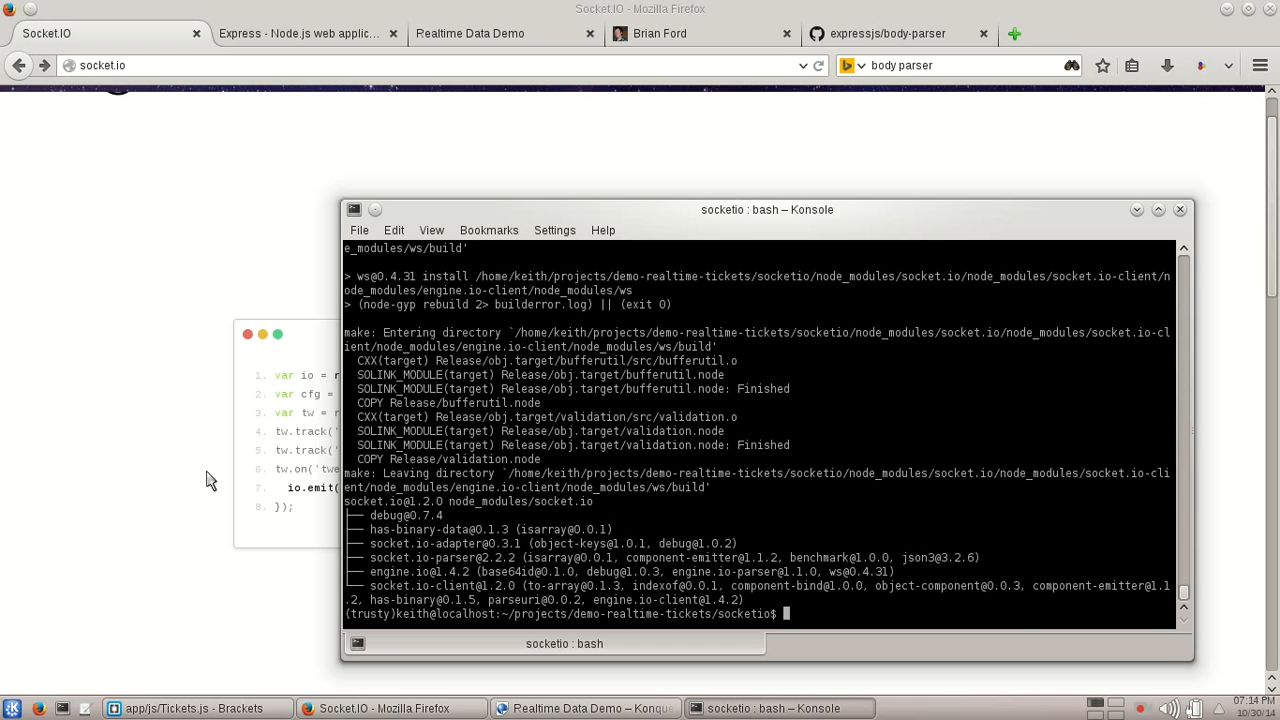 Socket.IO - Mozilla Firefox
Socket.IO
Express - Node.js web applic...
Realtime Data Demo
Brian Ford
expressjs/body-parser
socket.io
body parser
socketio : bash – Konsole
File Edit View Bookmarks Settings Help
e_modules/ws/build'
> ws@0.4.31 install /home/keith/projects/demo-realtime-tickets/socketio/node_modules/socket.io/node_modules/socket.io-client/n
ode_modules/engine.io-client/node_modules/ws
> (node-gyp rebuild 2> builderror.log) || (exit 0)
make: Entering directory `/home/keith/projects/demo-realtime-tickets/socketio/node_modules/socket.io/node_modules/socket.io-cl
ient/node_modules/engine.io-client/node_modules/ws/build'
CXX(target) Release/obj.target/bufferutil/src/bufferutil.o
SOLINK_MODULE(target) Release/obj.target/bufferutil.node
SOLINK_MODULE(target) Release/obj.target/bufferutil.node: Finished
COPY Release/bufferutil.node
CXX(target) Release/obj.target/validation/src/validation.o
SOLINK_MODULE(target) Release/obj.target/validation.node
SOLINK_MODULE(target) Release/obj.target/validation.node: Finished
COPY Release/validation.node
make: Leaving directory `/home/keith/projects/demo-realtime-tickets/socketio/node_modules/socket.io/node_modules/socket.io-cli
ent/node_modules/engine.io-client/node_modules/ws/build'
socket.io@1.2.0 node_modules/socket.io
├── debug@0.7.4
├── has-binary-data@0.1.3 (isarray@0.0.1)
├── socket.io-adapter@0.3.1 (object-keys@1.0.1, debug@1.0.2)
├── socket.io-parser@2.2.2 (isarray@0.0.1, component-emitter@1.1.2, benchmark@1.0.0, json3@3.2.6)
├── engine.io@1.4.2 (base64id@0.1.0, debug@1.0.3, engine.io-parser@1.1.0, ws@0.4.31)
└── socket.io-client@1.2.0 (to-array@0.1.3, indexof@0.0.1, component-bind@1.0.0, object-component@0.0.3, component-emitter@1.1
.2, has-binary@0.1.5, parseuri@0.0.2, engine.io-client@1.4.2)
(trusty)keith@localhost:~/projects/demo-realtime-tickets/socketio$
socketio : bash
1. var io = r
2. var cfg =
3. var tw = r
4. tw.track('
5. tw.track('
6. tw.on('twe
7. io.emit(
8. });
app/js/Tickets.js - Brackets
Socket.IO - Mozilla Firefox
Realtime Data Demo – Konque
socketio : bash – Konsole
07:14 PM
10/30/14